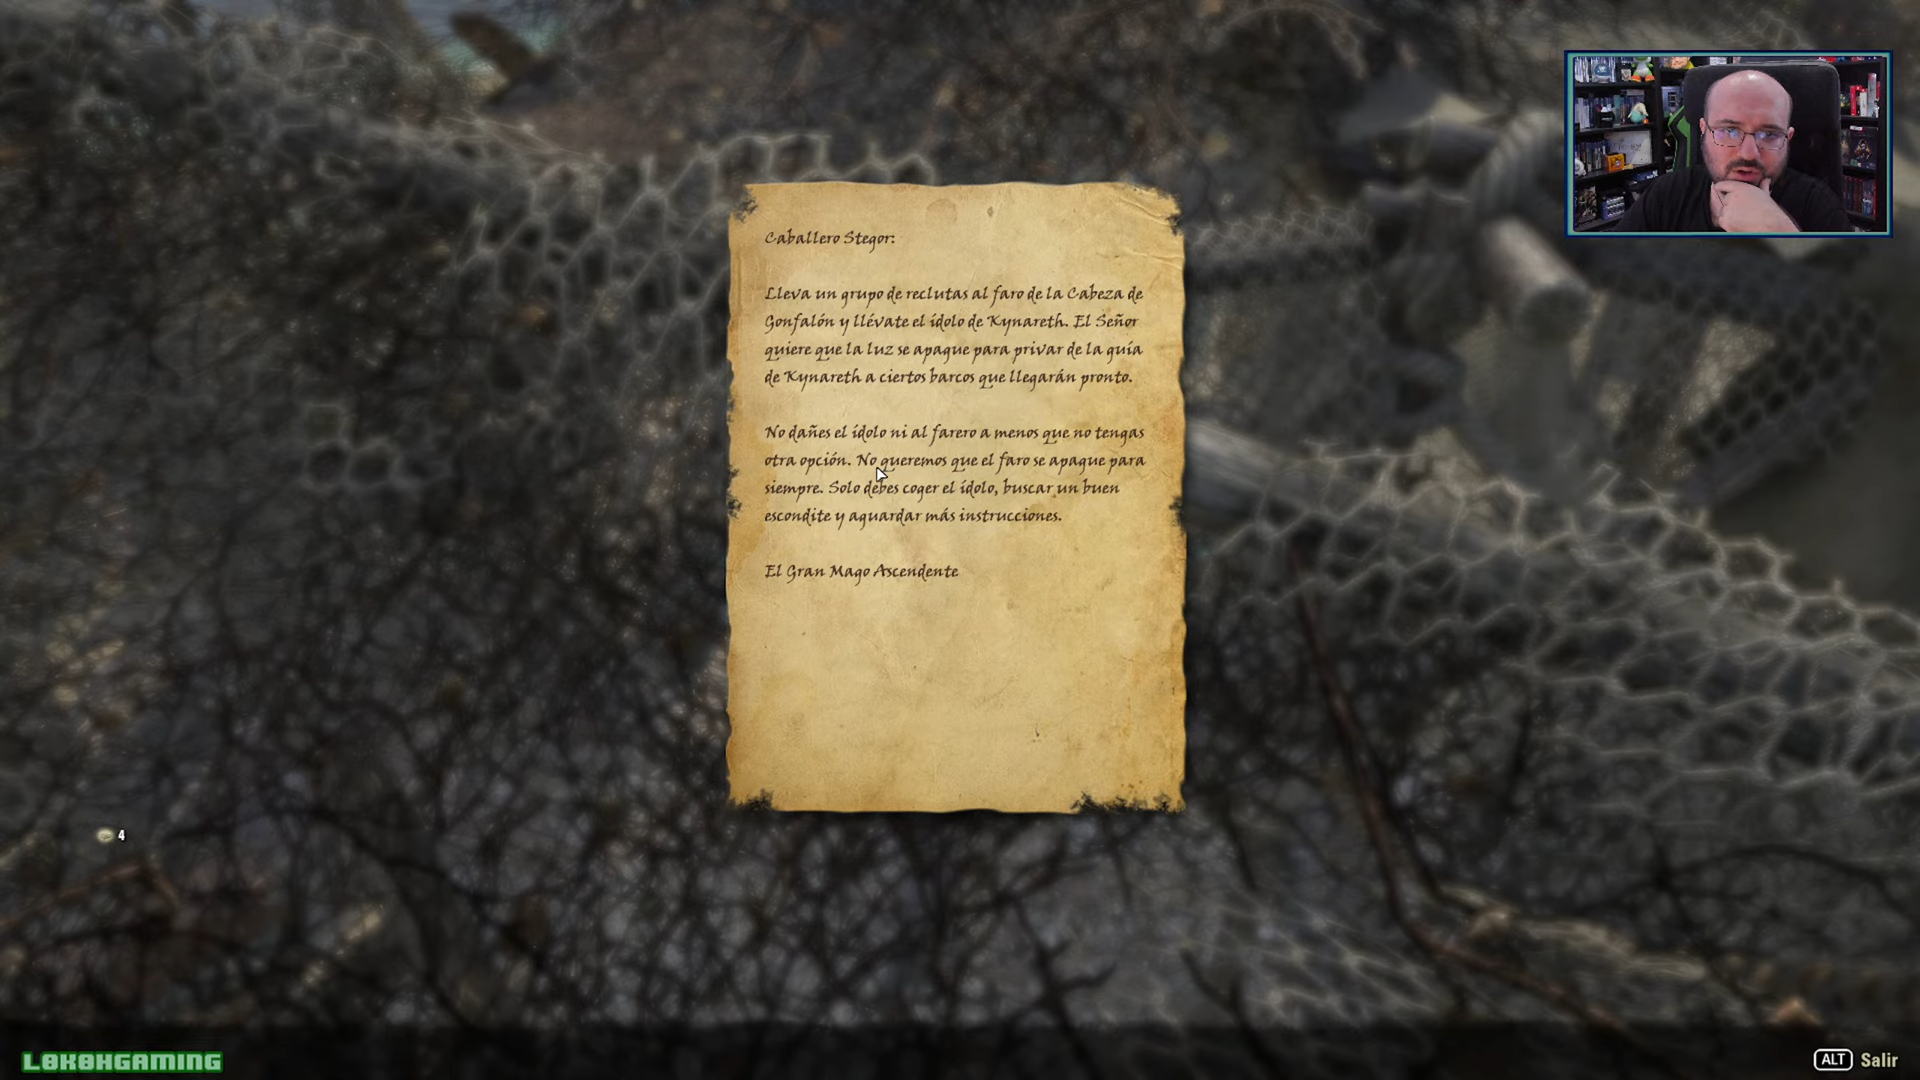 Caballero Stegor:
Lleva un grupo de reclutas al faro de la Cabeza de
Gonfalón y llévate el ídolo de Kynareth. El Señor
quiere que la luz se apague para privar de la guía
de Kynareth a ciertos barcos que llegarán pronto.
No dañes el ídolo ni al farero a menos que no tengas
otra opción. No queremos que el faro se apague para
siempre. Solo debes coger el ídolo, buscar un buen
escondite y aguardar más instrucciones.
El Gran Mago Ascendente
4
L0K0HGAMING
ALT Salir